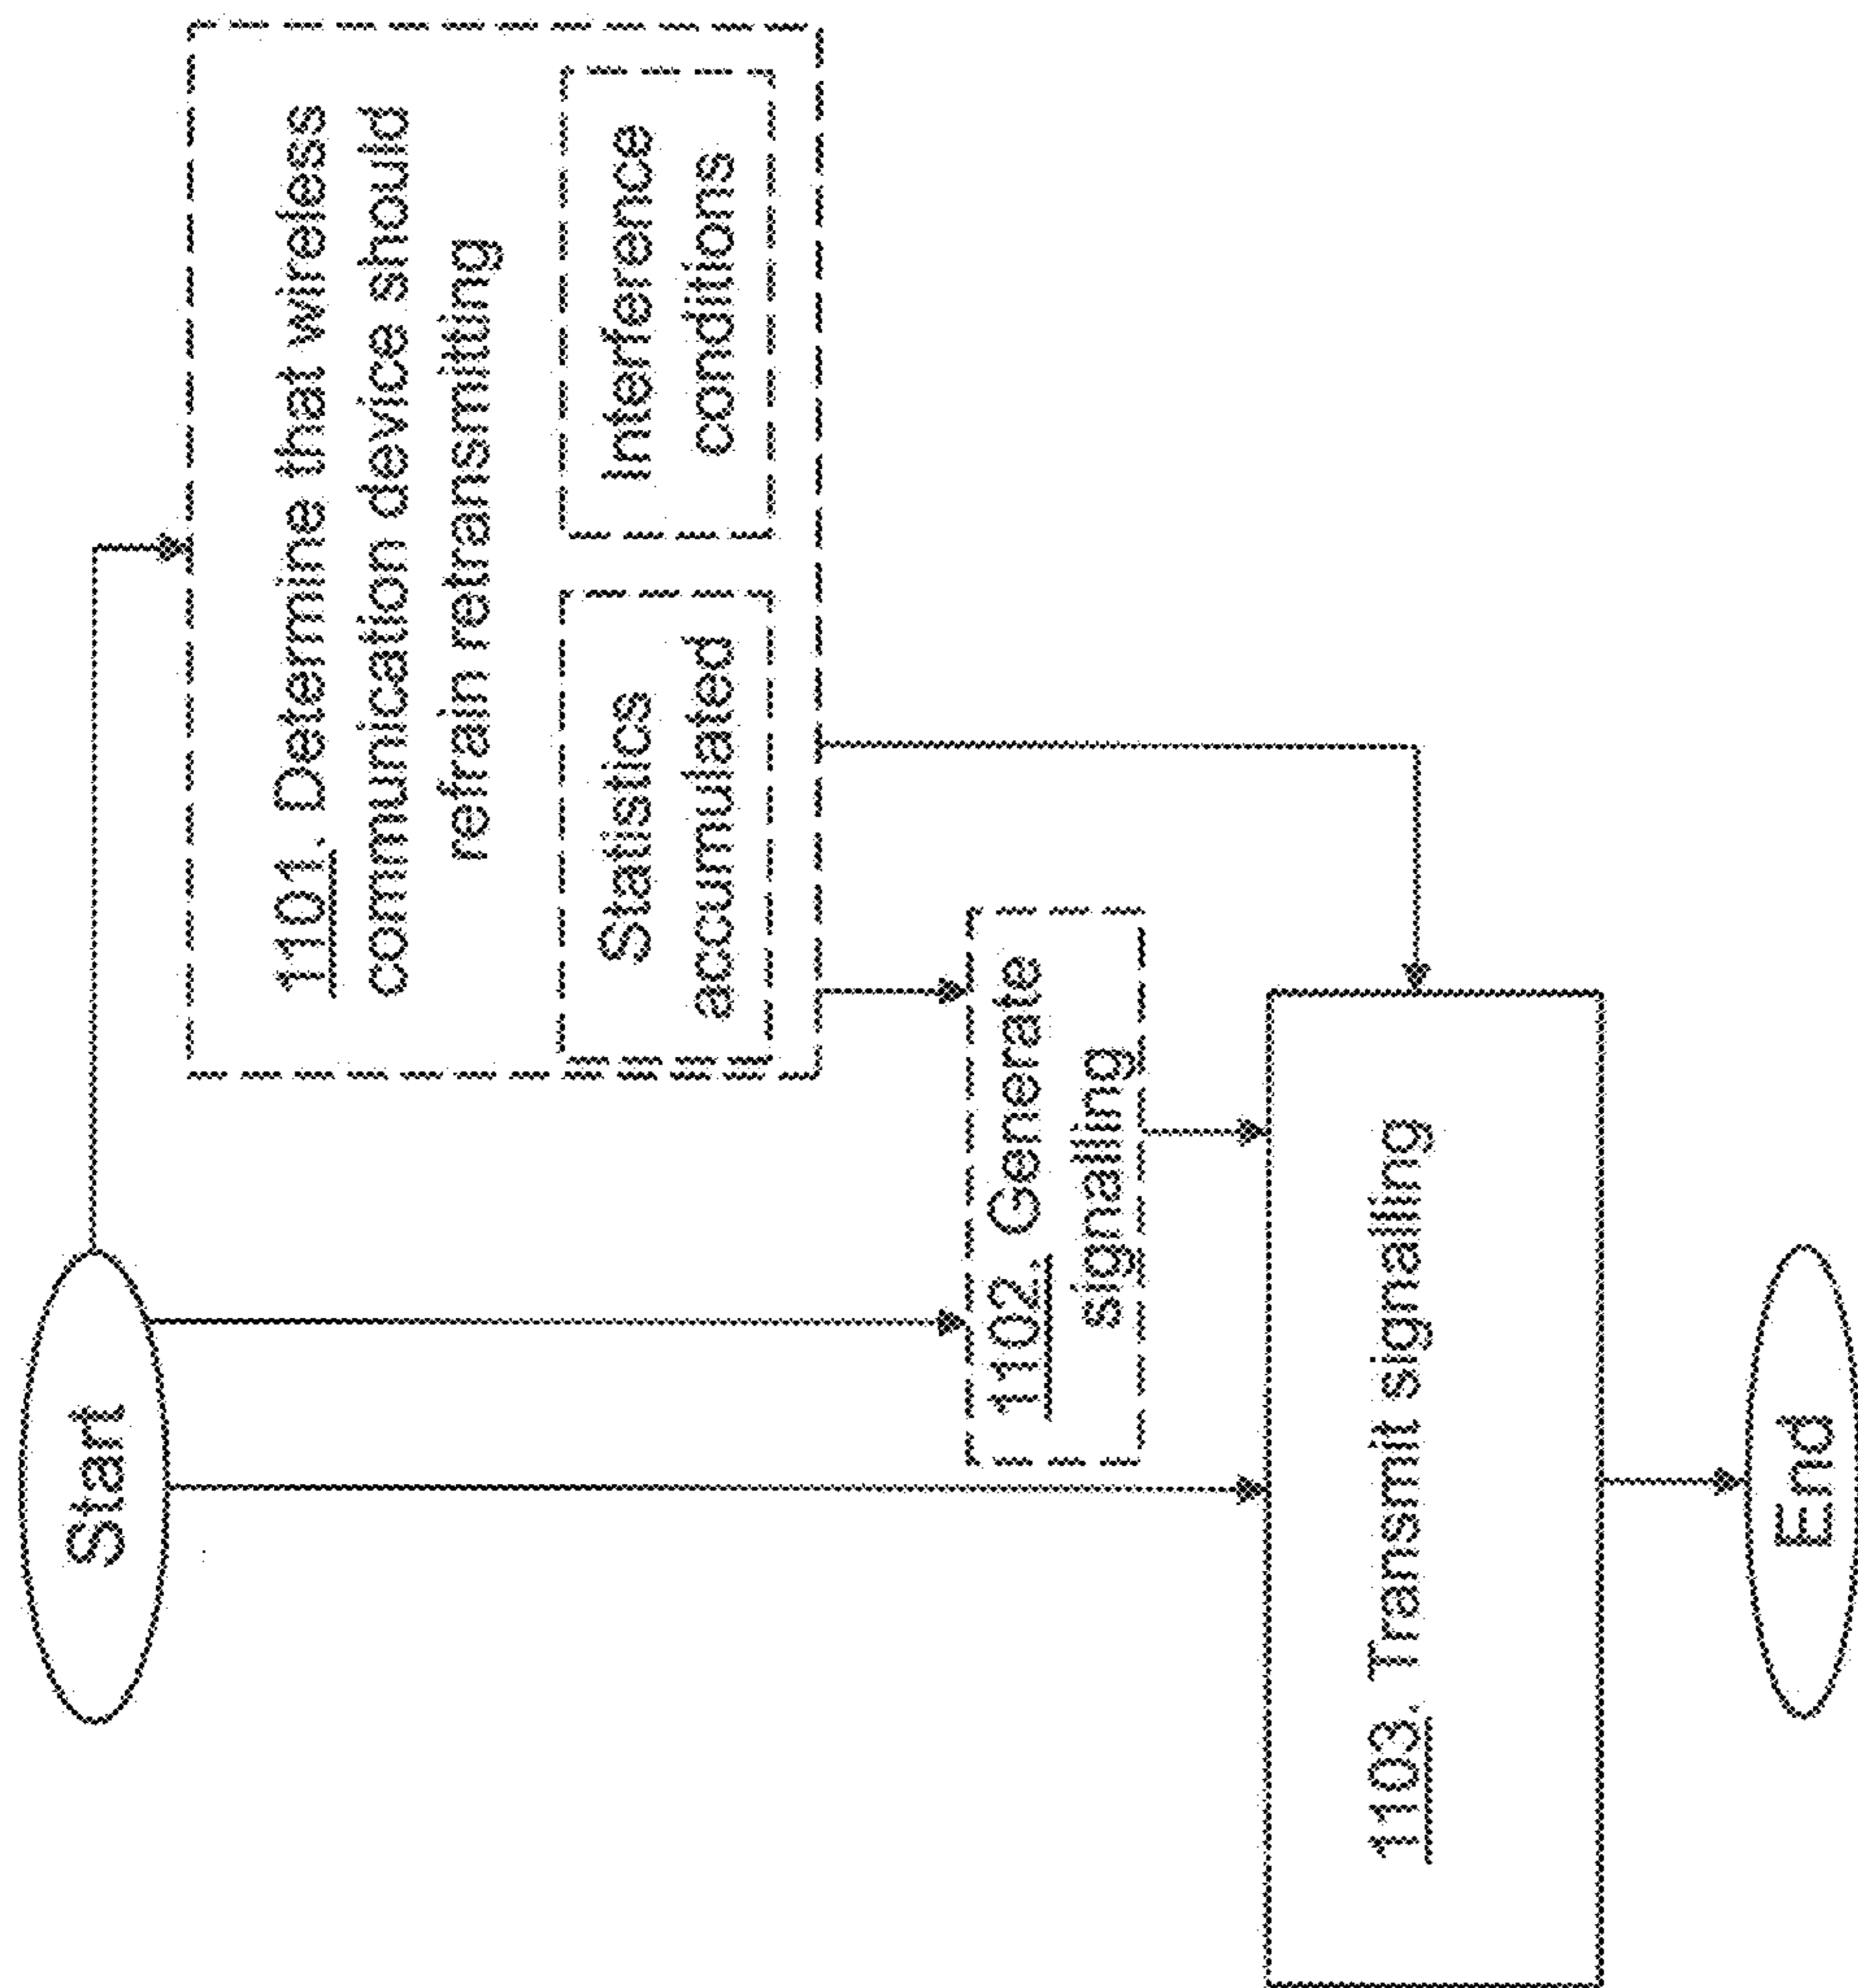 Start
1101. Determine that wireless
communication device should
refrain retransmitting
Statistics
accumulated
Interference
conditions
1102. Generate
signalling
1103. Transmit signalling
End